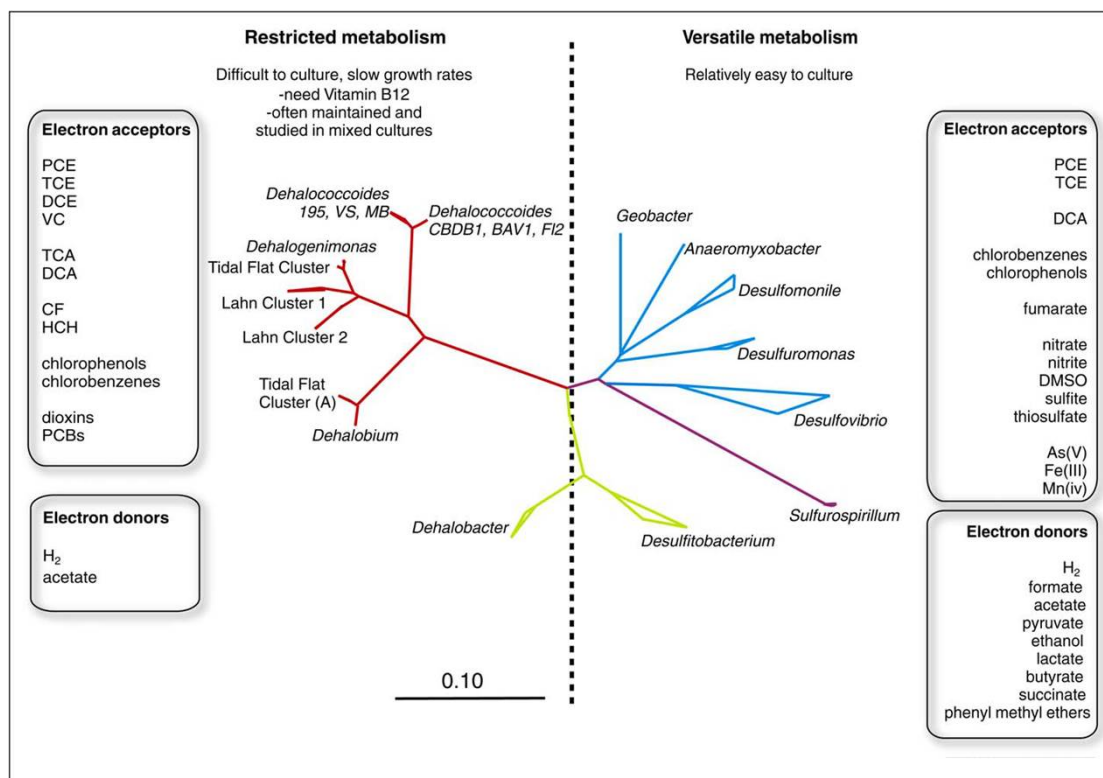 Restricted metabolism
Difficult to culture, slow growth rates
-need Vitamin B12
-often maintained and
studied in mixed cultures
Versatile metabolism
Relatively easy to culture
Electron acceptors
PCE
TCE
DCE
VC
TCA
DCA
CF
HCH
chlorophenols
chlorobenzenes
dioxins
PCBs
Electron donors
H₂
acetate
Dehalococcoides
195, VS, MB
Dehalococcoides
CBDB1, BAV1, Fl2
Dehalogenimonas
Tidal Flat Cluster
Lahn Cluster 1
Lahn Cluster 2
Tidal Flat
Cluster (A)
Dehalobium
Dehalobacter
Desulfitobacterium
Geobacter
Anaeromyxobacter
Desulfomonile
Desulfuromonas
Desulfovibrio
Sulfurospirillum
0.10
Electron acceptors
PCE
TCE
DCA
chlorobenzenes
chlorophenols
fumarate
nitrate
nitrite
DMSO
sulfite
thiosulfate
As(V)
Fe(III)
Mn(iv)
Electron donors
H₂
formate
acetate
pyruvate
ethanol
lactate
butyrate
succinate
phenyl methyl ethers